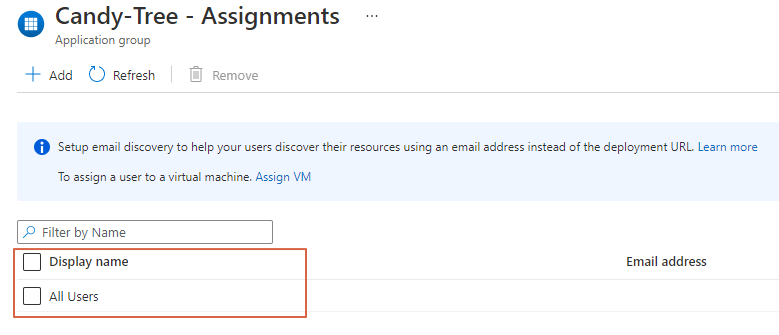 Candy-Tree - Assignments ...
Application group
Add Refresh Remove
Setup email discovery to help your users discover their resources using an email address instead of the deployment URL. Learn more
To assign a user to a virtual machine. Assign VM
Filter by Name
Display name Email address
All Users